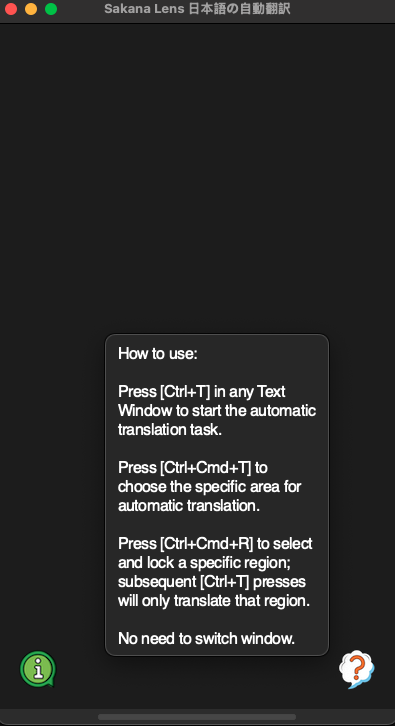 Sakana Lens 日本語の自動翻訳
How to use:
Press [Ctrl+T] in any Text
Window to start the automatic
translation task.
Press [Ctrl+Cmd+T] to
choose the specific area for
automatic translation.
Press [Ctrl+Cmd+R] to select
and lock a specific region;
subsequent [Ctrl+T] presses
will only translate that region.
No need to switch window.